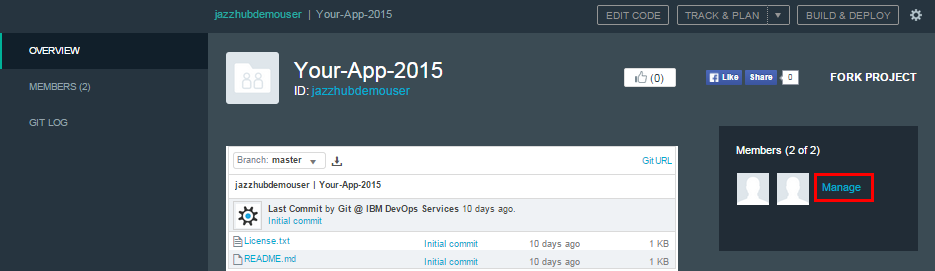 jazzhubdemouser | Your-App-2015
EDIT CODE
TRACK & PLAN
BUILD & DEPLOY
OVERVIEW
MEMBERS (2)
GIT LOG
Your-App-2015
ID: jazzhubdemouser
(0)
Like
Share
0
FORK PROJECT
Members (2 of 2)
Manage
Branch: master
Git URL
jazzhubdemouser | Your-App-2015
Last Commit by Git @ IBM DevOps Services 10 days ago.
Initial commit
License.txt Initial commit 10 days ago 1 KB
README.md Initial commit 10 days ago 1 KB